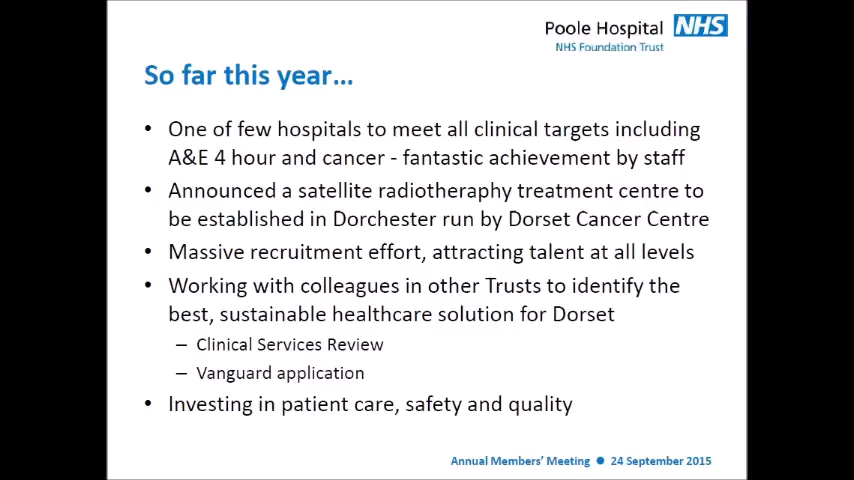 Poole Hospital NHS
NHS Foundation Trust
So far this year...
• One of few hospitals to meet all clinical targets including
A&E 4 hour and cancer - fantastic achievement by staff
• Announced a satellite radiotheraphy treatment centre to
be established in Dorchester run by Dorset Cancer Centre
• Massive recruitment effort, attracting talent at all levels
• Working with colleagues in other Trusts to identify the
best, sustainable healthcare solution for Dorset
– Clinical Services Review
– Vanguard application
• Investing in patient care, safety and quality
Annual Members' Meeting ● 24 September 2015